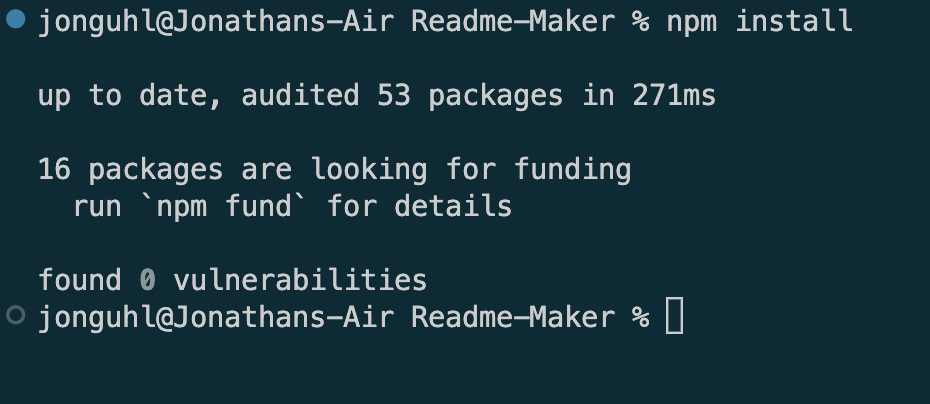 jonguhl@Jonathans-Air Readme-Maker % npm install
up to date, audited 53 packages in 271ms
16 packages are looking for funding
  run `npm fund` for details
found 0 vulnerabilities
jonguhl@Jonathans-Air Readme-Maker %